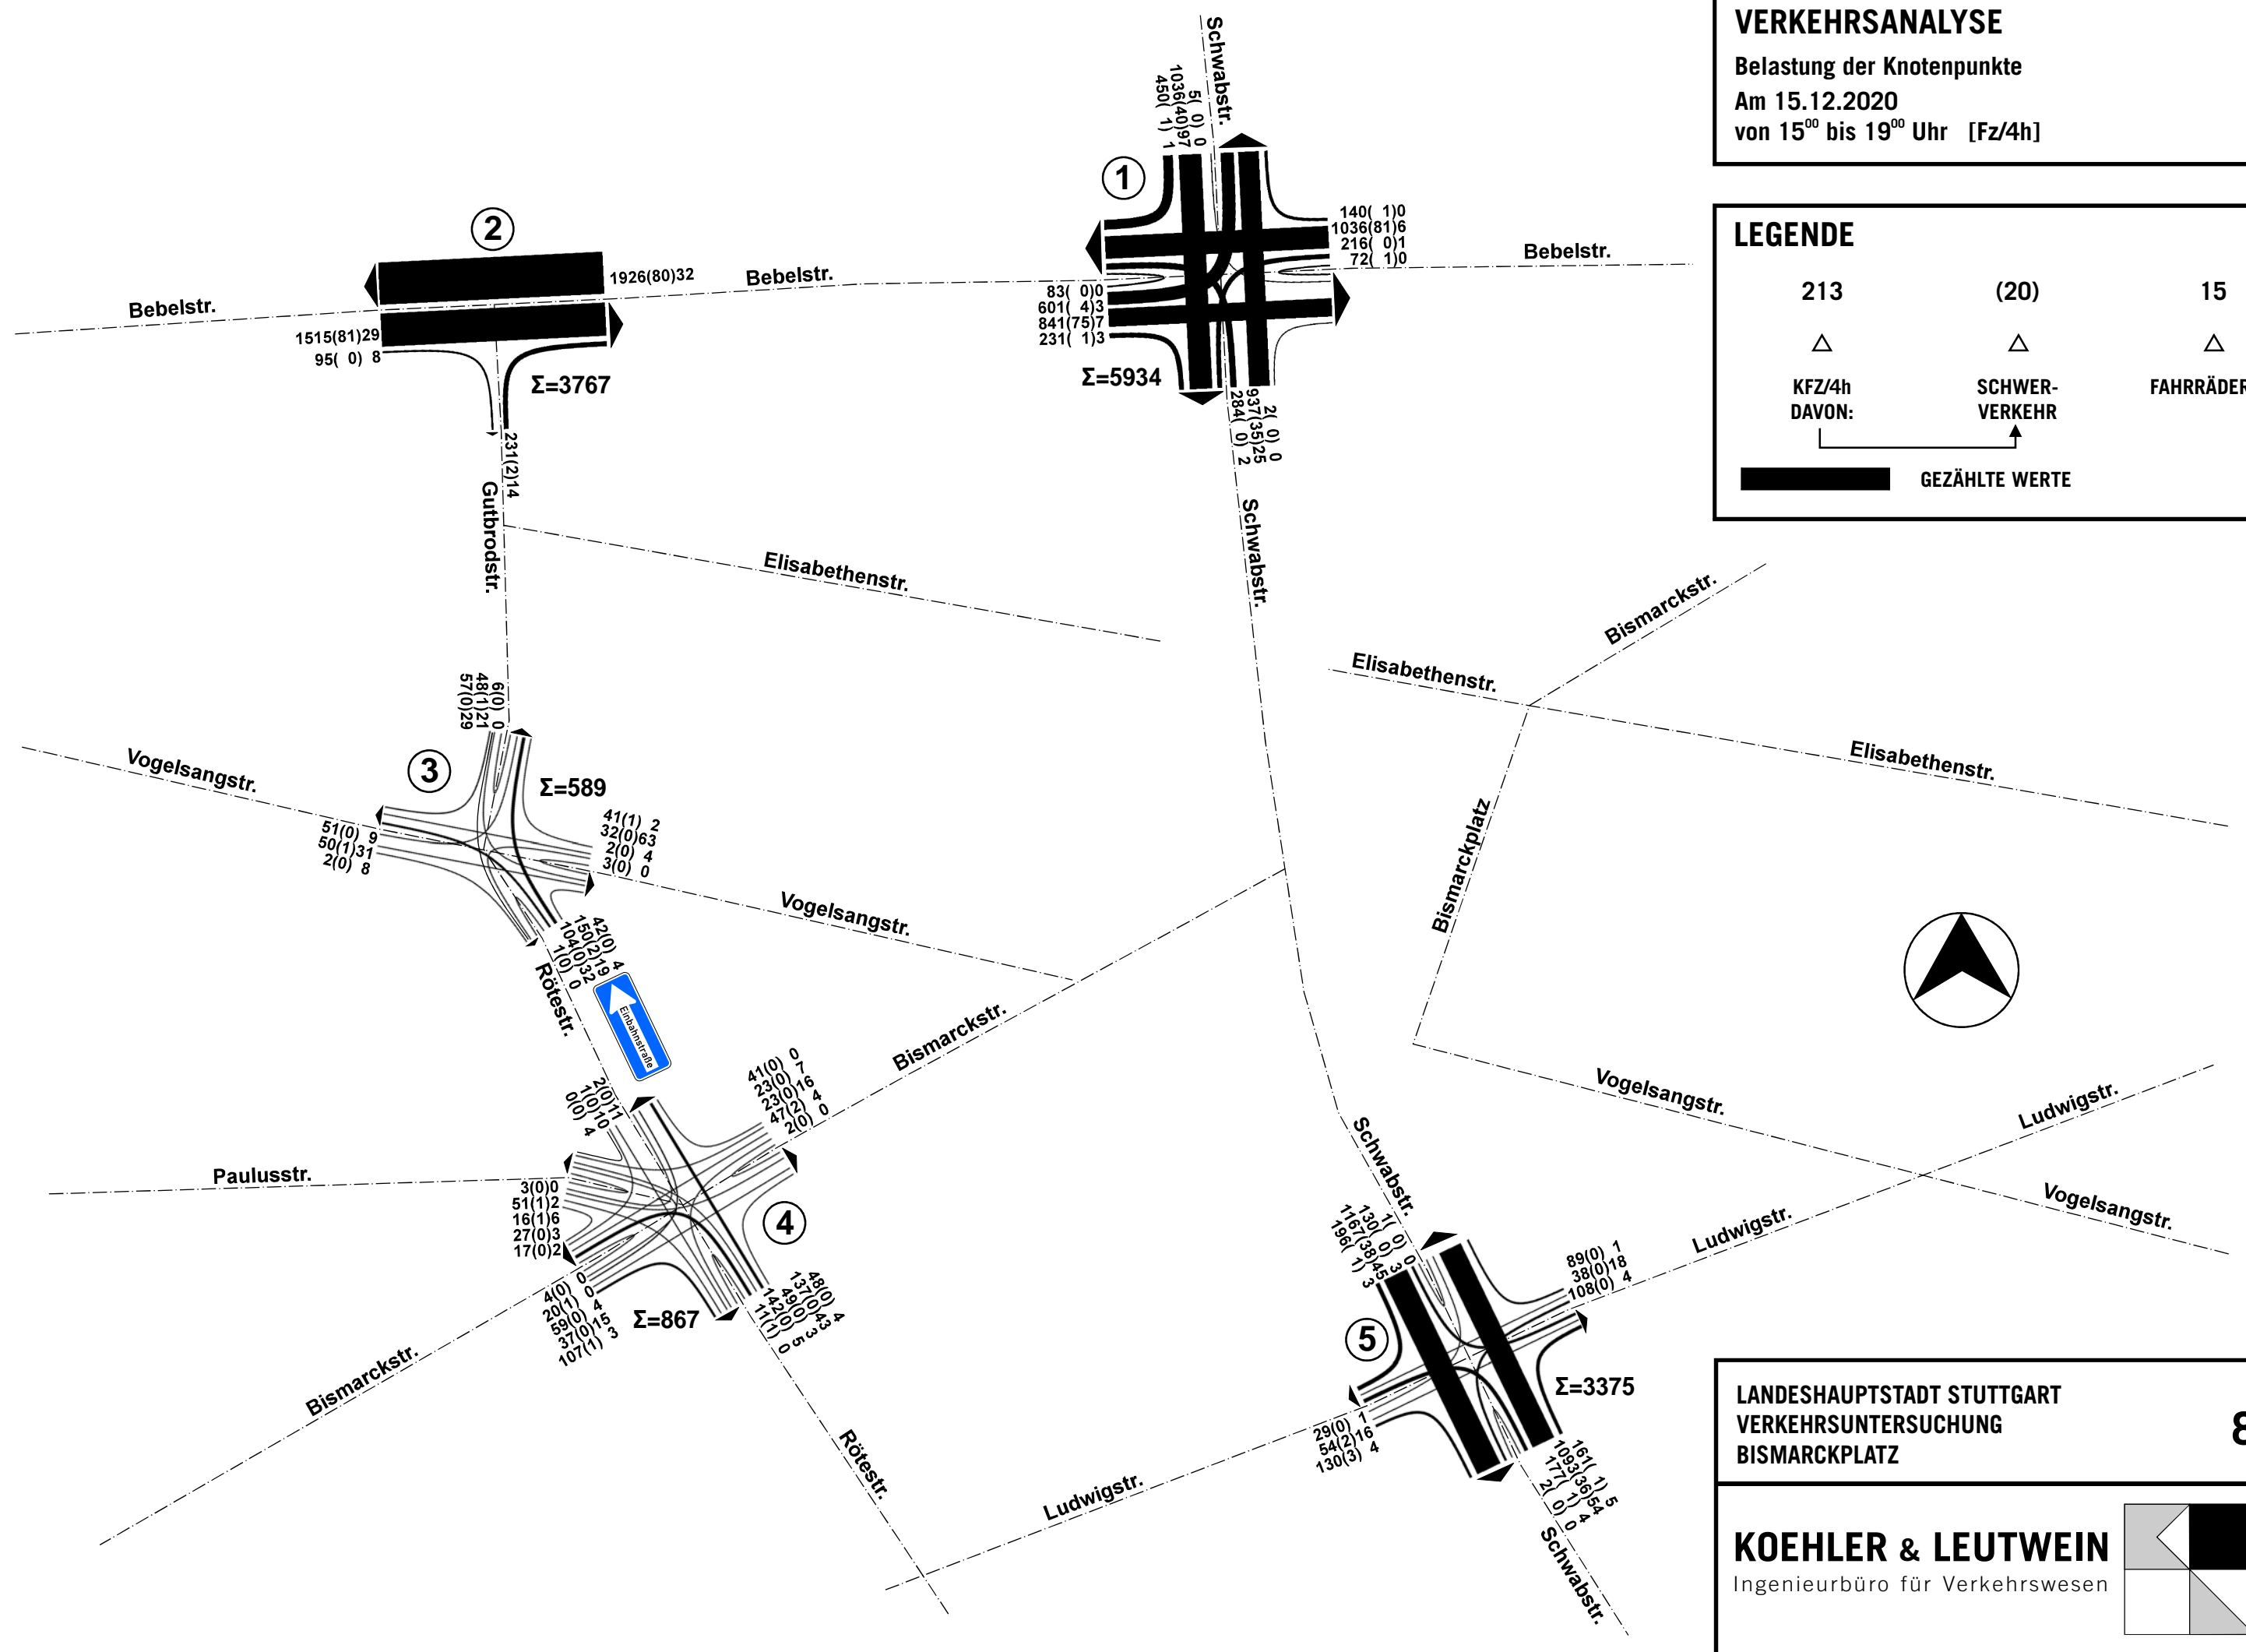 VERKEHRSANALYSE
Belastung der Knotenpunkte
Am 15.12.2020
von 15⁰⁰ bis 19⁰⁰ Uhr [Fz/4h]
LEGENDE
213 (20) 15
KFZ/4h SCHWER- FAHRRÄDER
DAVON: VERKEHR
GEZÄHLTE WERTE
Schwabstr.
5( 0) 0
1036(40)97
450( 1) 1
1
140( 1)0
1036(81)6
216( 0)1
72( 1)0
Bebelstr.
83( 0)0
601( 4)3
841(75)7
231( 1)3
Σ=5934
2( 0) 0
937(35)25
284( 0) 2
Schwabstr.
2
1926(80)32
Bebelstr.
Bebelstr.
1515(81)29
95( 0) 8
Σ=3767
231(2)14
Gutbrodstr.
Elisabethenstr.
Bismarckstr.
Elisabethenstr.
Elisabethenstr.
Bismarckplatz
6(0) 0
48(1)21
57(0)29
Vogelsangstr.
3
Σ=589
41(1) 2
32(0)63
2(0) 4
3(0) 0
51(0) 9
50(1)31
2(0) 8
Vogelsangstr.
42(0) 4
150(2)19
104(0)32
1(0) 0
Rötestr.
Einbahnstraße
Bismarckstr.
2(0)11
1(0)10
0(0) 4
41(0) 0
23(0) 7
23(0)16
47(2) 4
2(0) 0
Paulusstr.
3(0)0
51(1)2
16(1)6
27(0)3
17(0)2
4
4(0) 0
20(1) 0
59(0) 4
37(0)15
107(1) 3
Σ=867
48(0) 4
137(0)43
49(0) 3
142(0) 5
11(1) 0
Bismarckstr.
Rötestr.
Vogelsangstr.
Ludwigstr.
Vogelsangstr.
Schwabstr.
1( 0) 0
130( 0) 3
1167(38)45
196( 1) 3
Ludwigstr.
89(0) 1
38(0)18
108(0) 4
5
Σ=3375
29(0) 1
54(2)16
130(3) 4
161( 1) 5
1093(36)54
177( 1) 4
2( 0) 0
Ludwigstr.
Schwabstr.
LANDESHAUPTSTADT STUTTGART
VERKEHRSUNTERSUCHUNG
BISMARCKPLATZ
8
KOEHLER & LEUTWEIN
Ingenieurbüro für Verkehrswesen